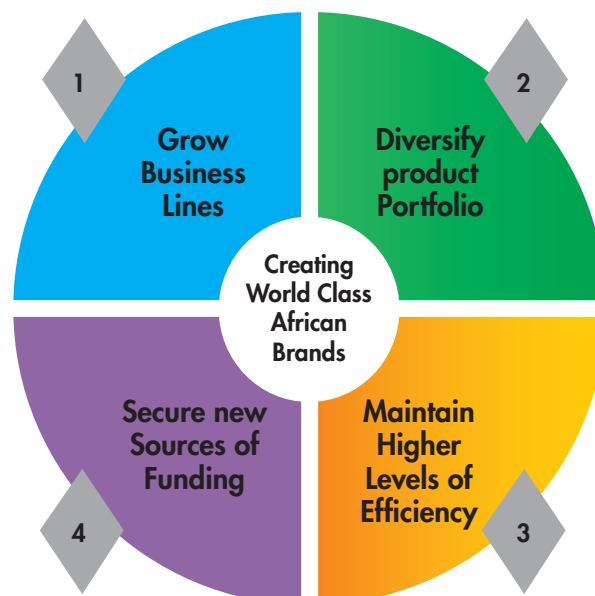 1
Grow
Business
Lines
2
Diversify
product
Portfolio
Creating
World Class
African
Brands
Maintain
Higher
Levels of
Efficiency
3
Secure new
Sources of
Funding
4